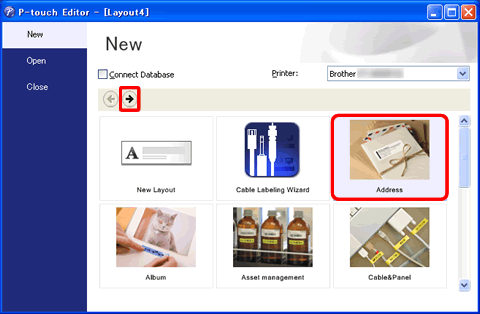 P-touch Editor - [Layout4]
New
Open
Close
New
Connect Database
Printer:
Brother
New Layout
Cable Labeling Wizard
Address
Album
Asset management
Cable&Panel